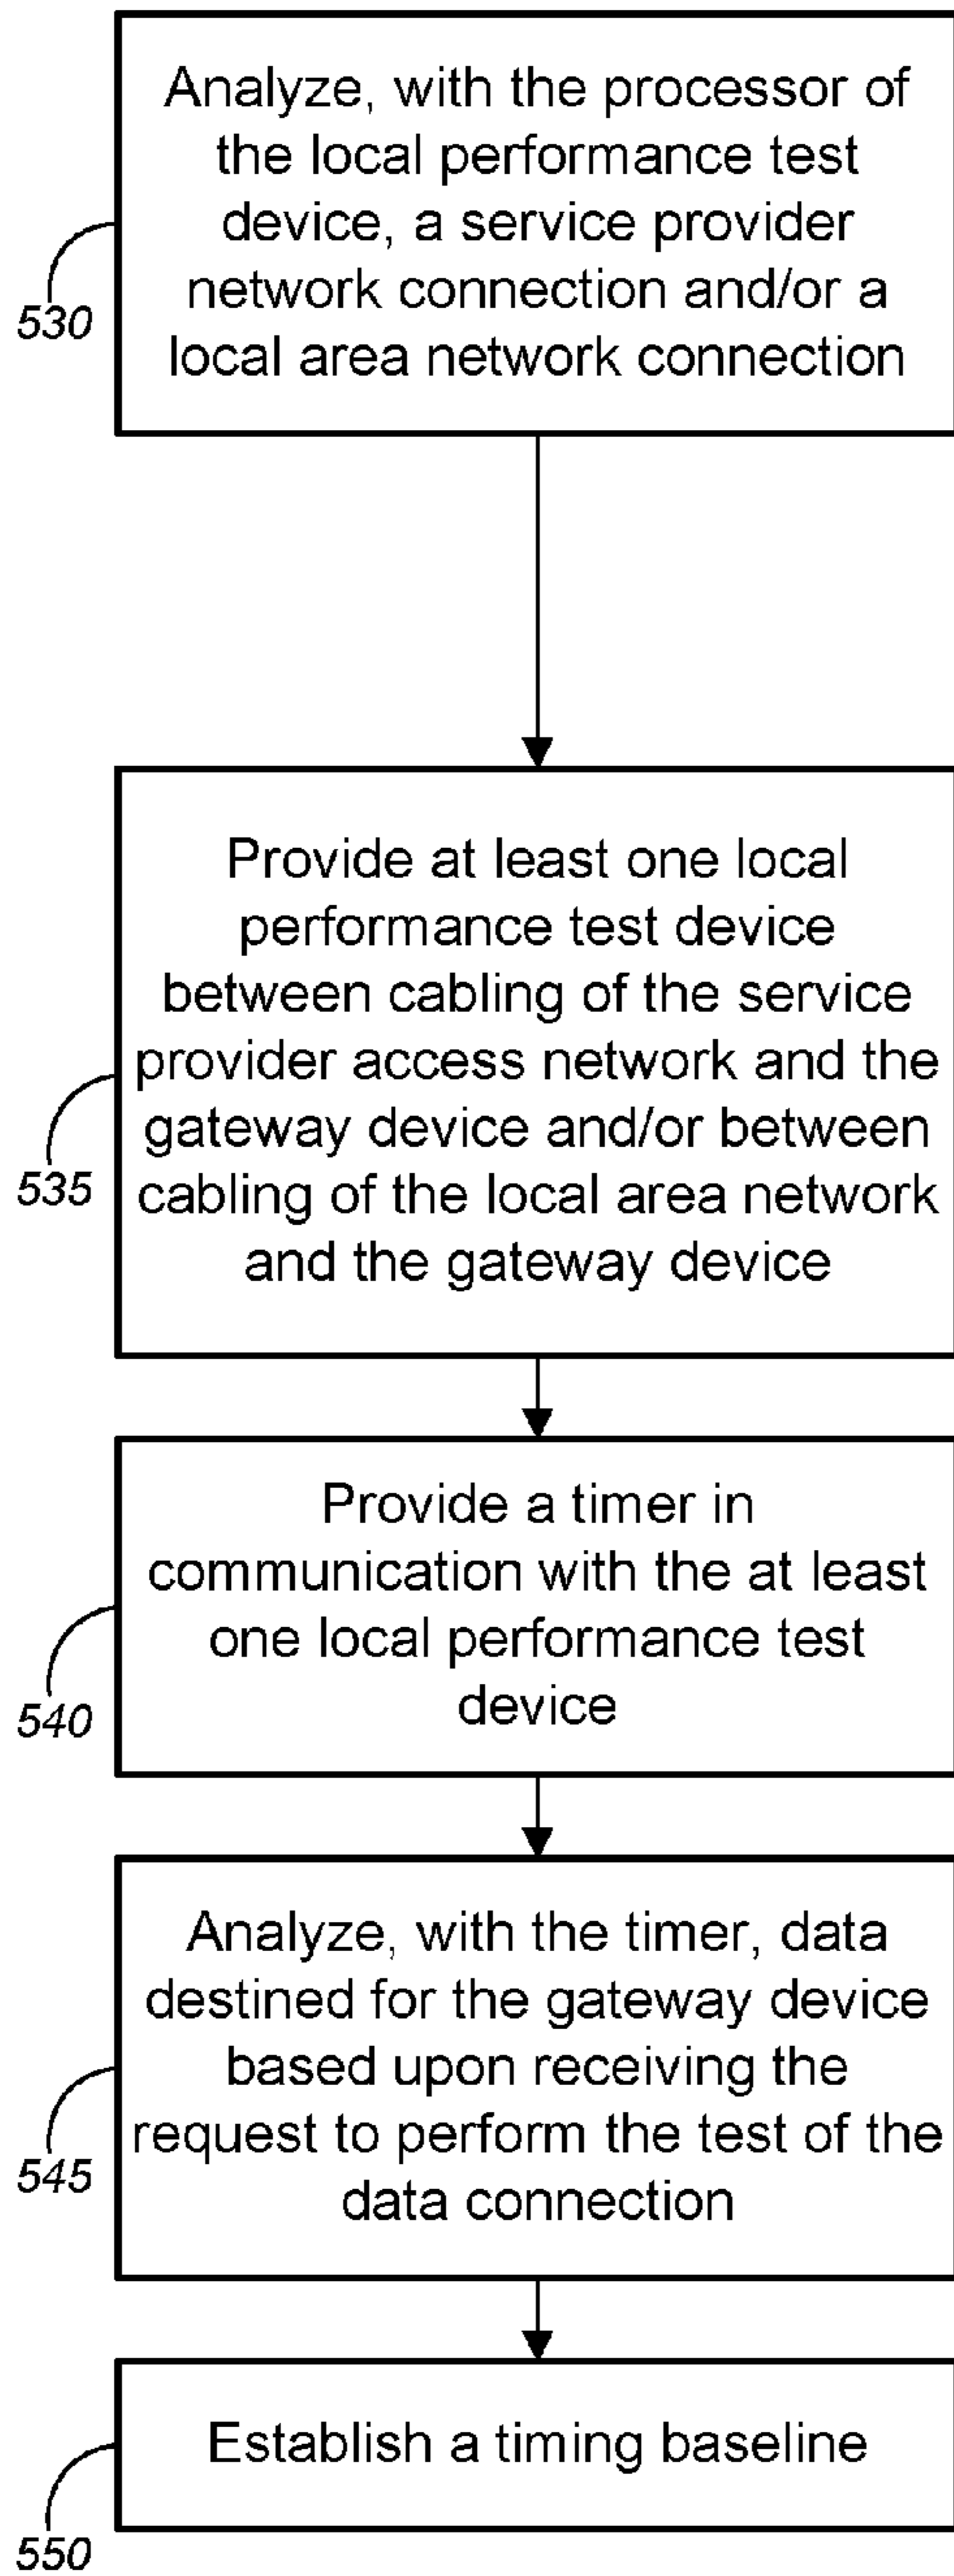 Analyze, with the processor of
the local performance test
device, a service provider
network connection and/or a
local area network connection
530
Provide at least one local
performance test device
between cabling of the service
provider access network and the
gateway device and/or between
cabling of the local area network
and the gateway device
535
Provide a timer in
communication with the at least
one local performance test
device
540
Analyze, with the timer, data
destined for the gateway device
based upon receiving the
request to perform the test of the
data connection
545
Establish a timing baseline
550